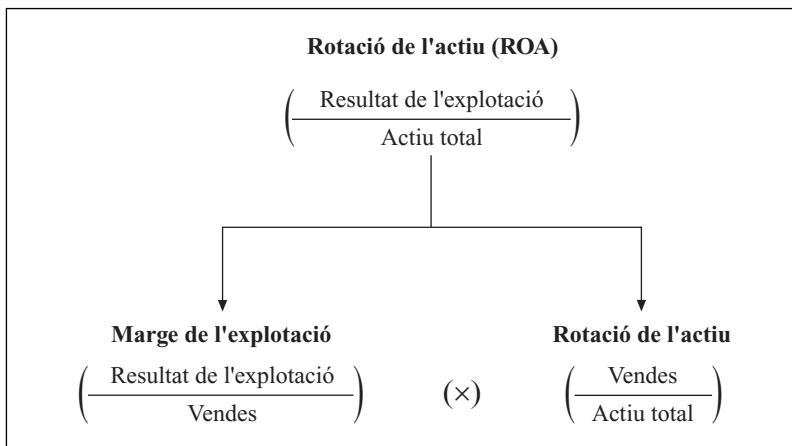 Rotació de l'actiu (ROA)
( Resultat de l'explotació )
Actiu total
Marge de l'explotació
Rotació de l'actiu
( Resultat de l'explotació )
Vendes
(×)
( Vendes )
Actiu total